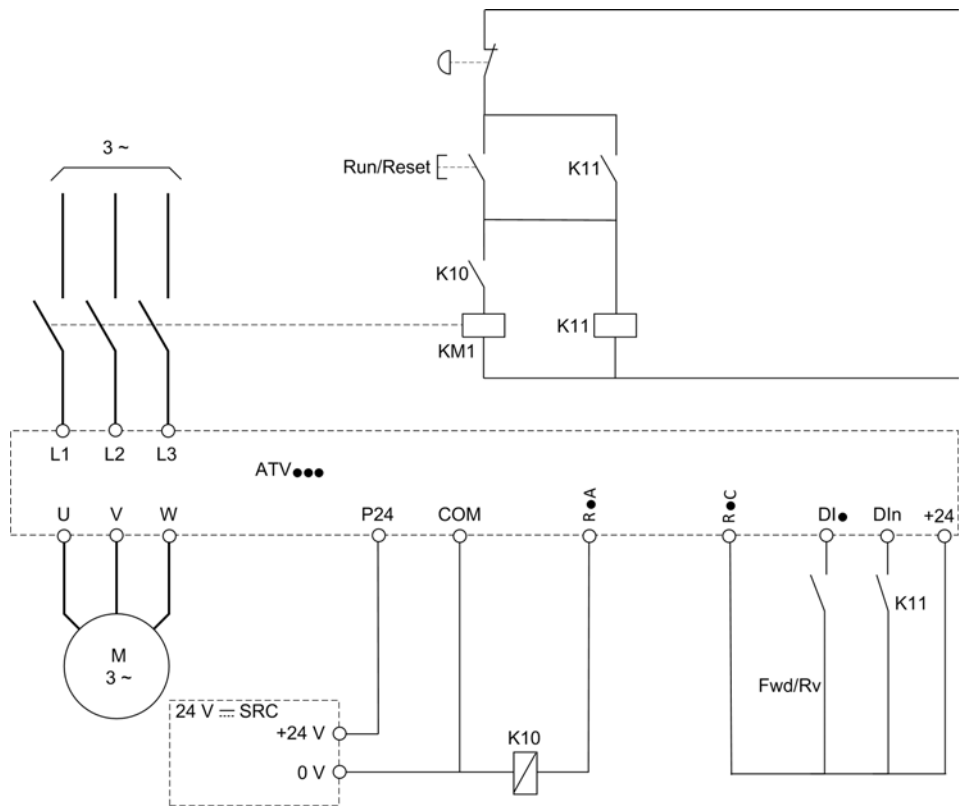 3 ~
Run/Reset
K11
K10
KM1
K11
L1 L2 L3
ATV●●●
U V W P24 COM R●A R●C DI● DIn +24
K11
M
3 ~
Fwd/Rv
24 V ⎓ SRC
+24 V
K10
0 V